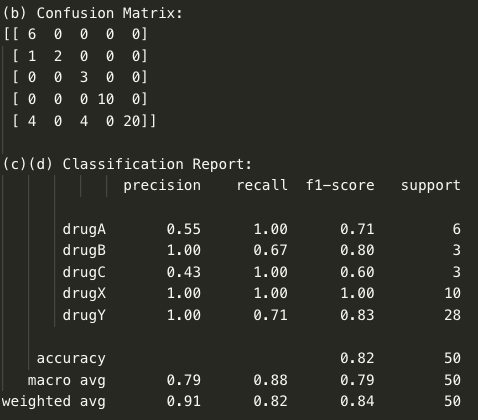 (b) Confusion Matrix:
[[ 6  0  0  0  0]
 [ 1  2  0  0  0]
 [ 0  0  3  0  0]
 [ 0  0  0 10  0]
 [ 4  0  4  0 20]]
(c)(d) Classification Report:
              precision    recall  f1-score   support
       drugA       0.55      1.00      0.71         6
       drugB       1.00      0.67      0.80         3
       drugC       0.43      1.00      0.60         3
       drugX       1.00      1.00      1.00        10
       drugY       1.00      0.71      0.83        28
    accuracy                           0.82        50
   macro avg       0.79      0.88      0.79        50
weighted avg       0.91      0.82      0.84        50